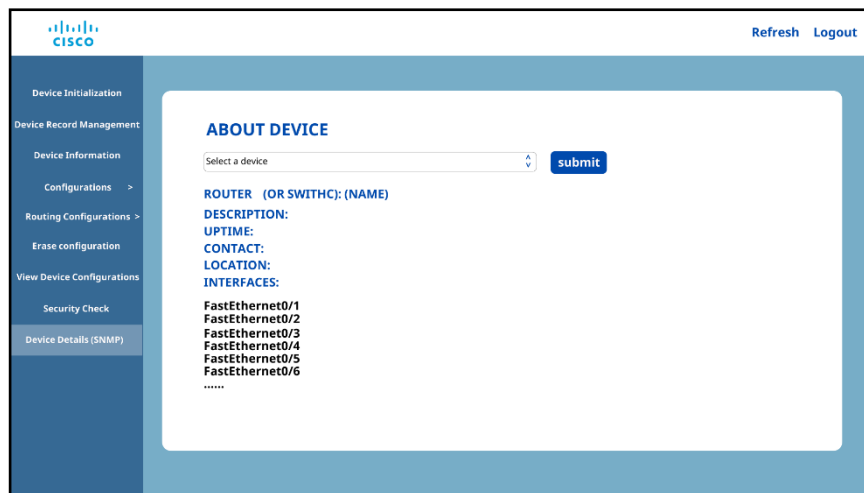 CISCO
Refresh Logout
Device Initialization
Device Record Management
Device Information
Configurations >
Routing Configurations >
Erase configuration
View Device Configurations
Security Check
Device Details (SNMP)
ABOUT DEVICE
Select a device
submit
ROUTER (OR SWITHC): (NAME)
DESCRIPTION:
UPTIME:
CONTACT:
LOCATION:
INTERFACES:
FastEthernet0/1
FastEthernet0/2
FastEthernet0/3
FastEthernet0/4
FastEthernet0/5
FastEthernet0/6
......